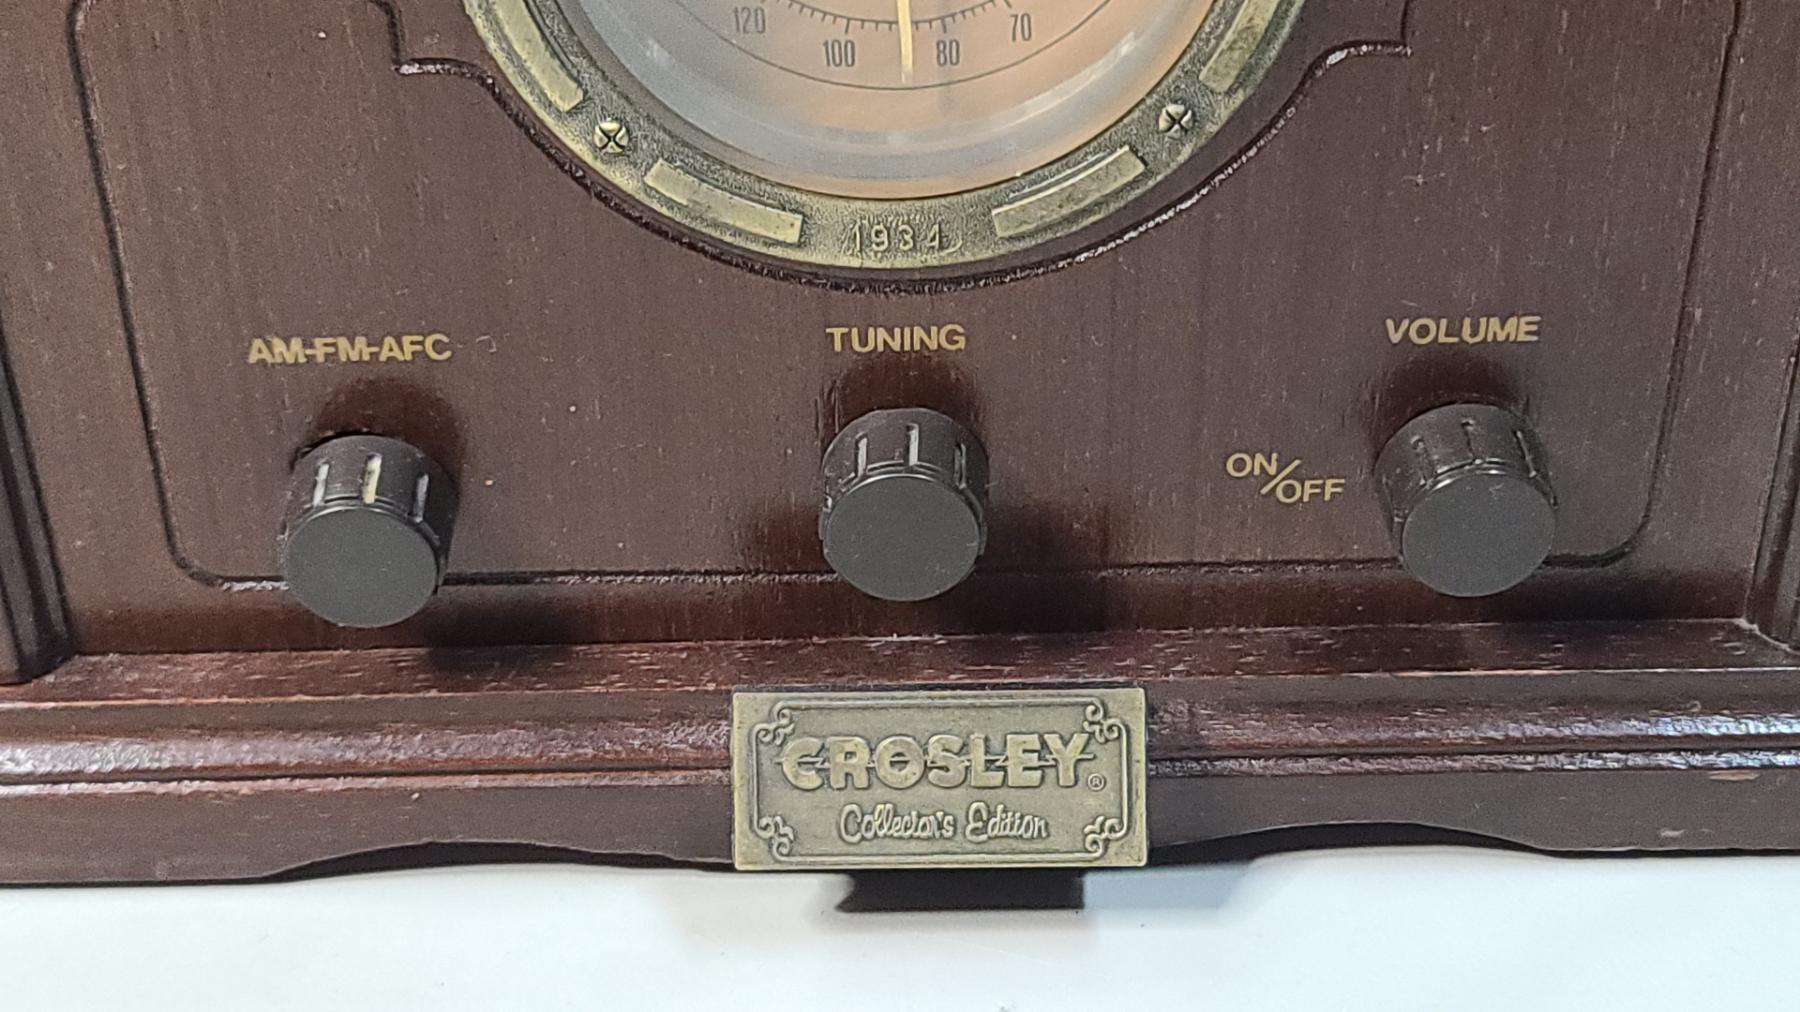 120 100 80 70
1934
AM-FM-AFC TUNING VOLUME
ON/OFF
CROSLEY®
Collector's Edition